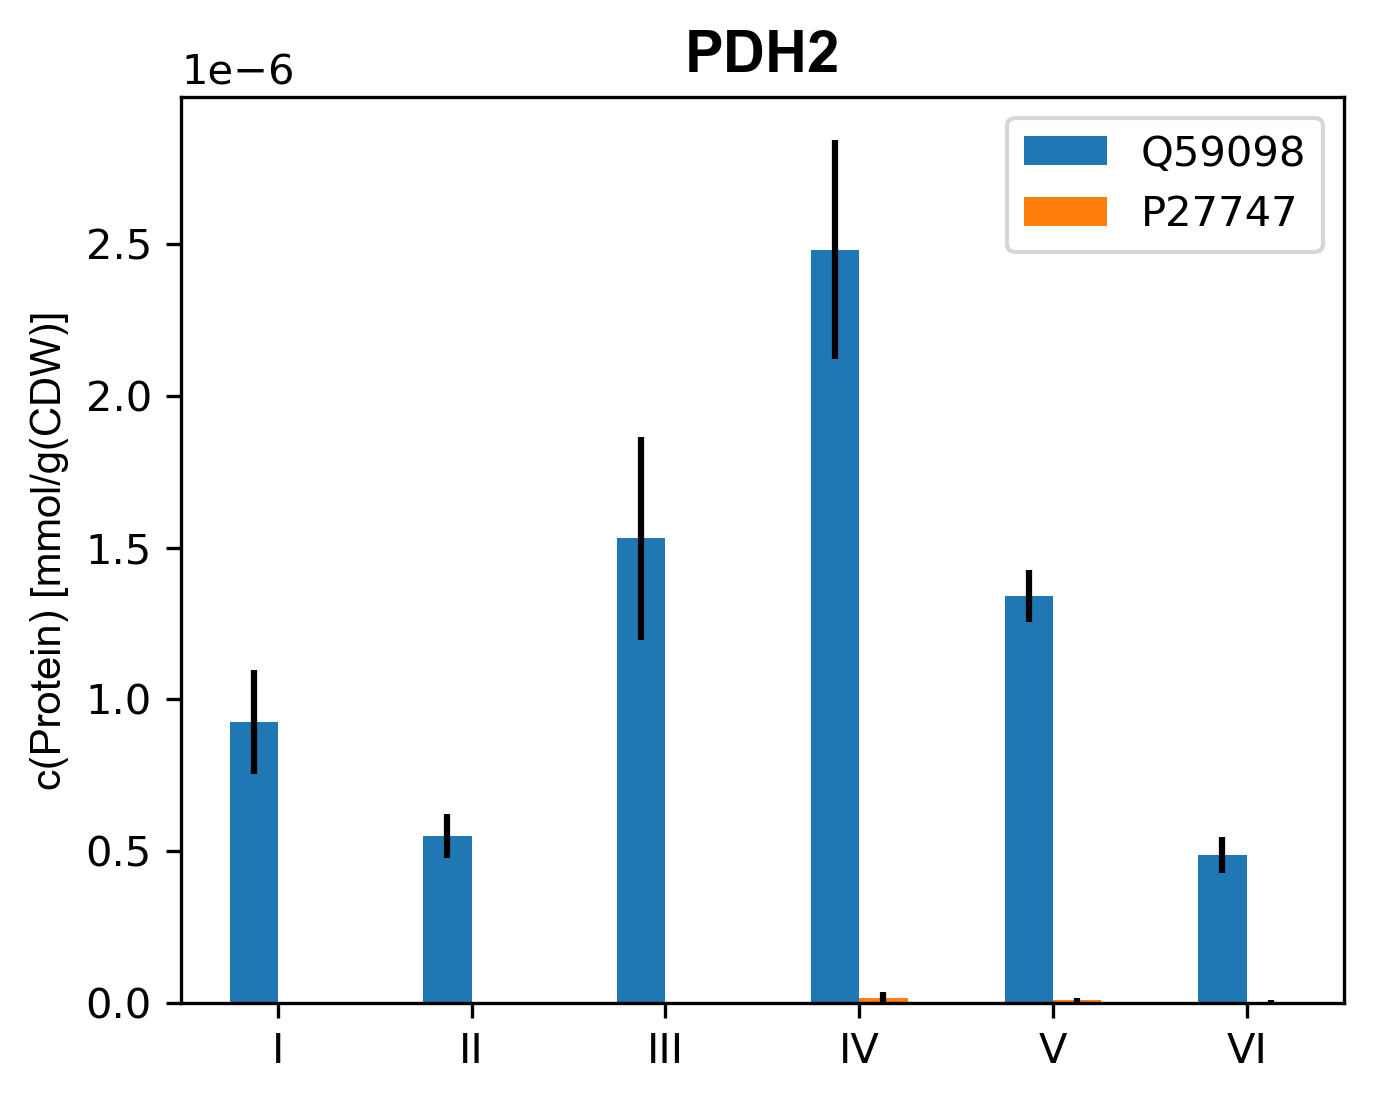 PDH2
1e−6
Q59098
P27747
c(Protein) [mmol/g(CDW)]
2.5
2.0
1.5
1.0
0.5
0.0
I II III IV V VI